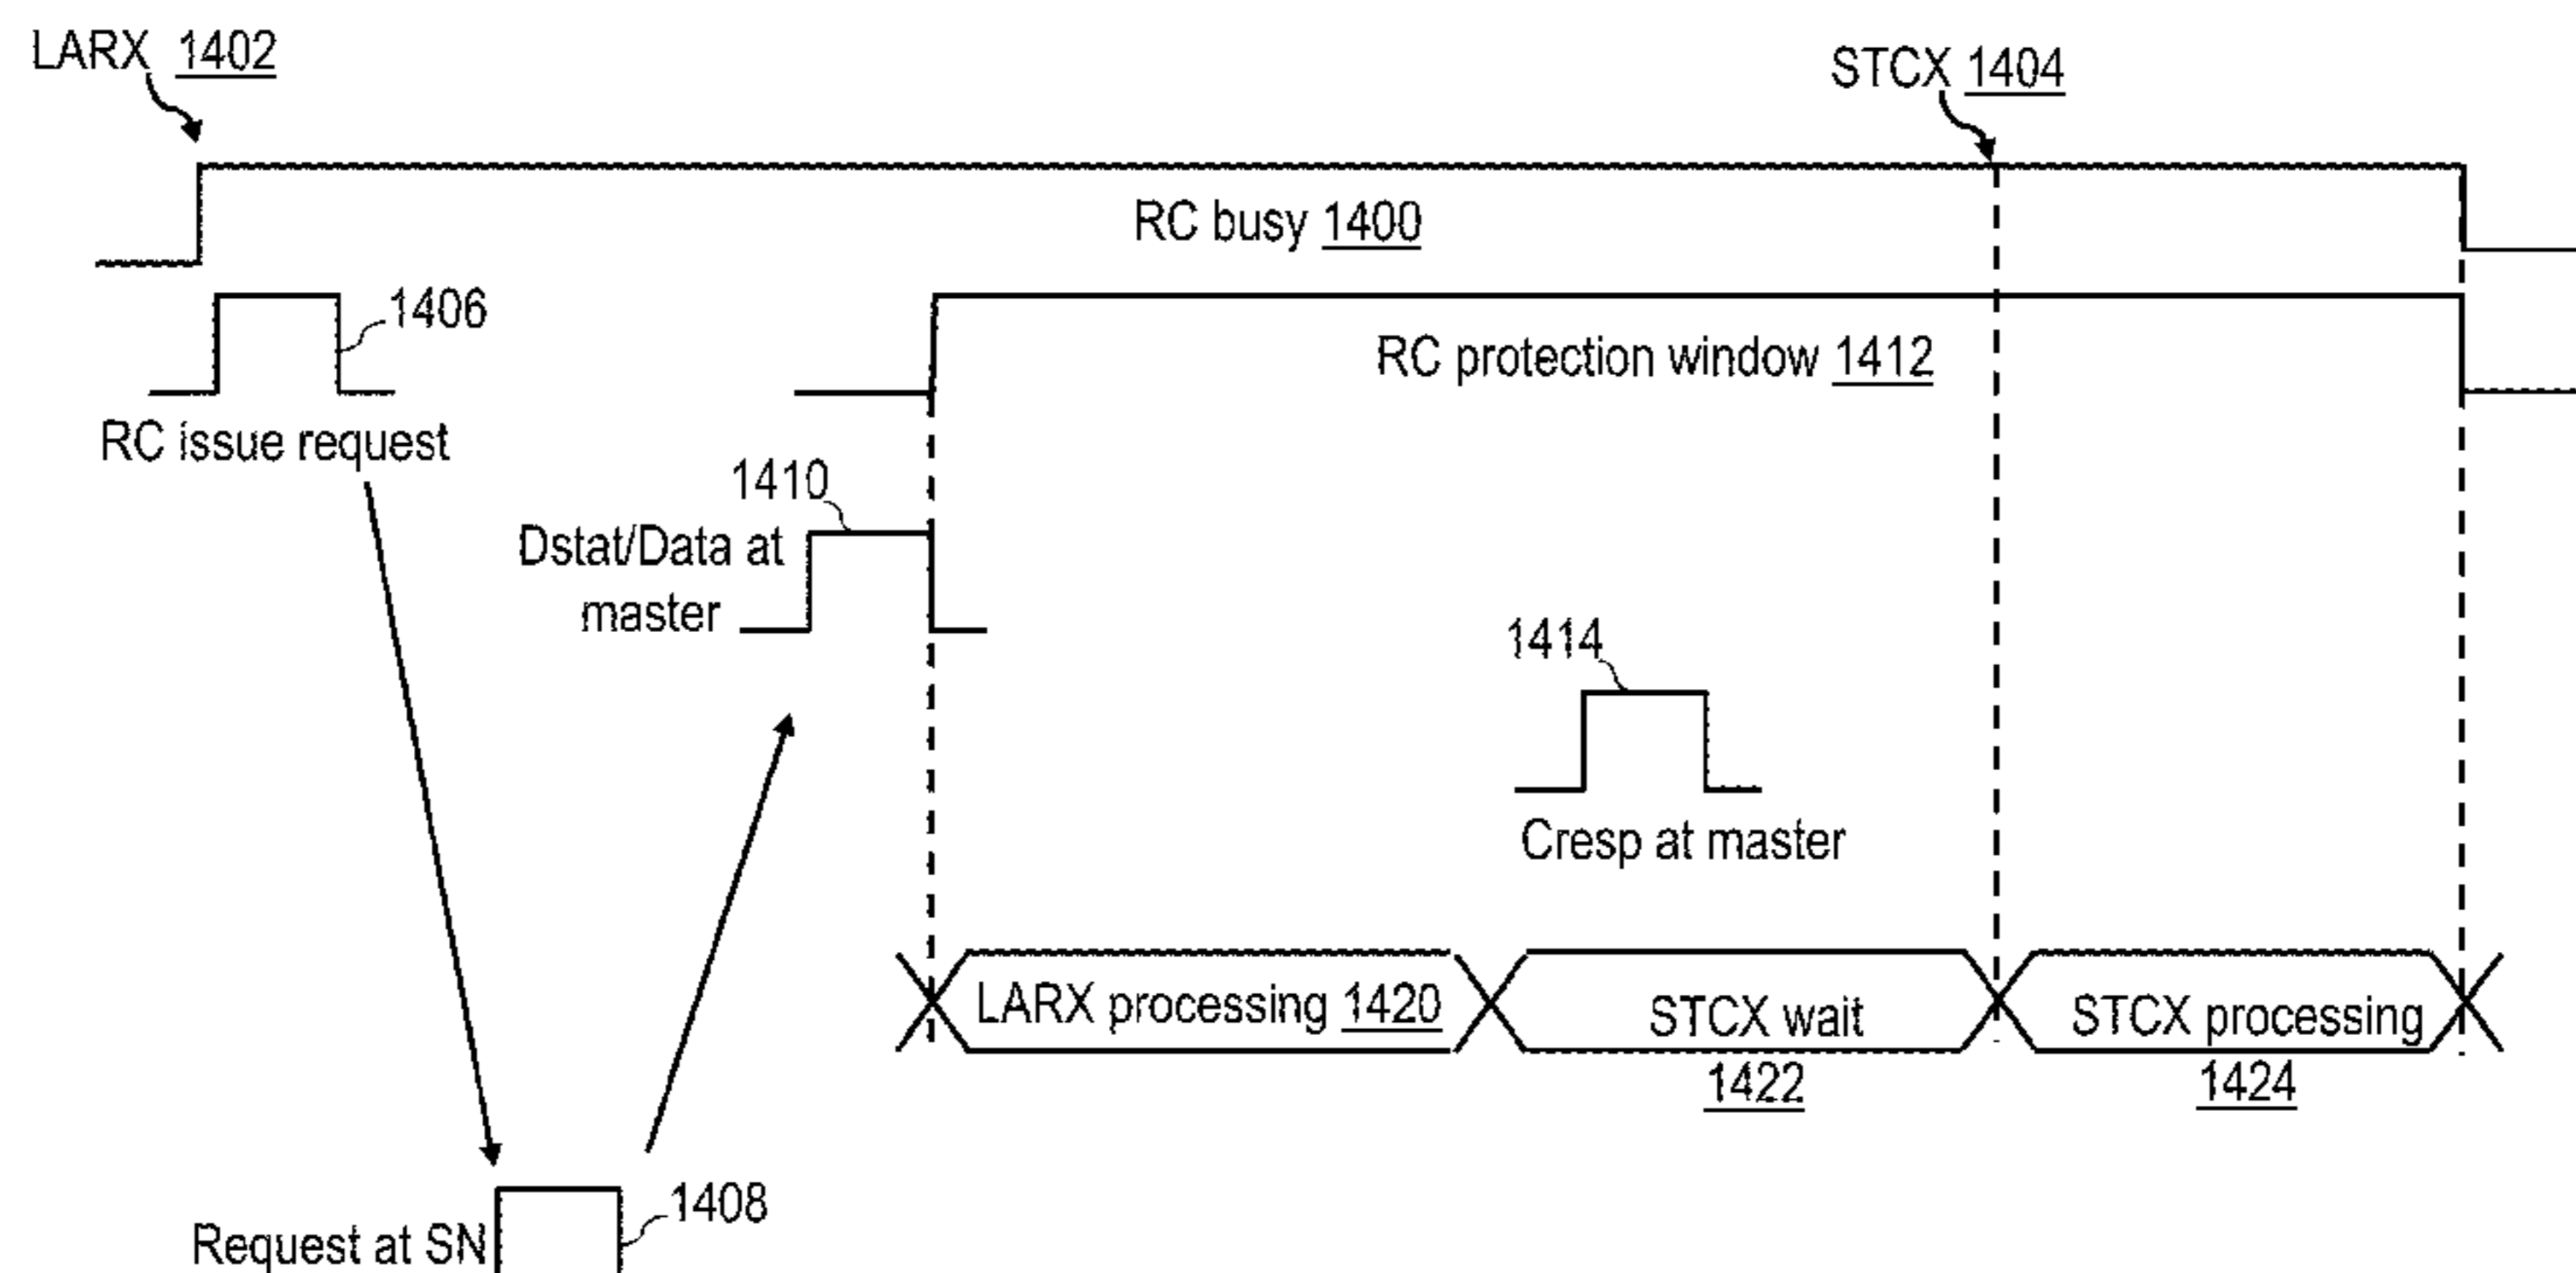 LARX 1402
STCX 1404
RC busy 1400
1406
RC issue request
RC protection window 1412
1410
Dstat/Data at
master
1414
Cresp at master
LARX processing 1420
STCX wait
1422
STCX processing
1424
1408
Request at SN